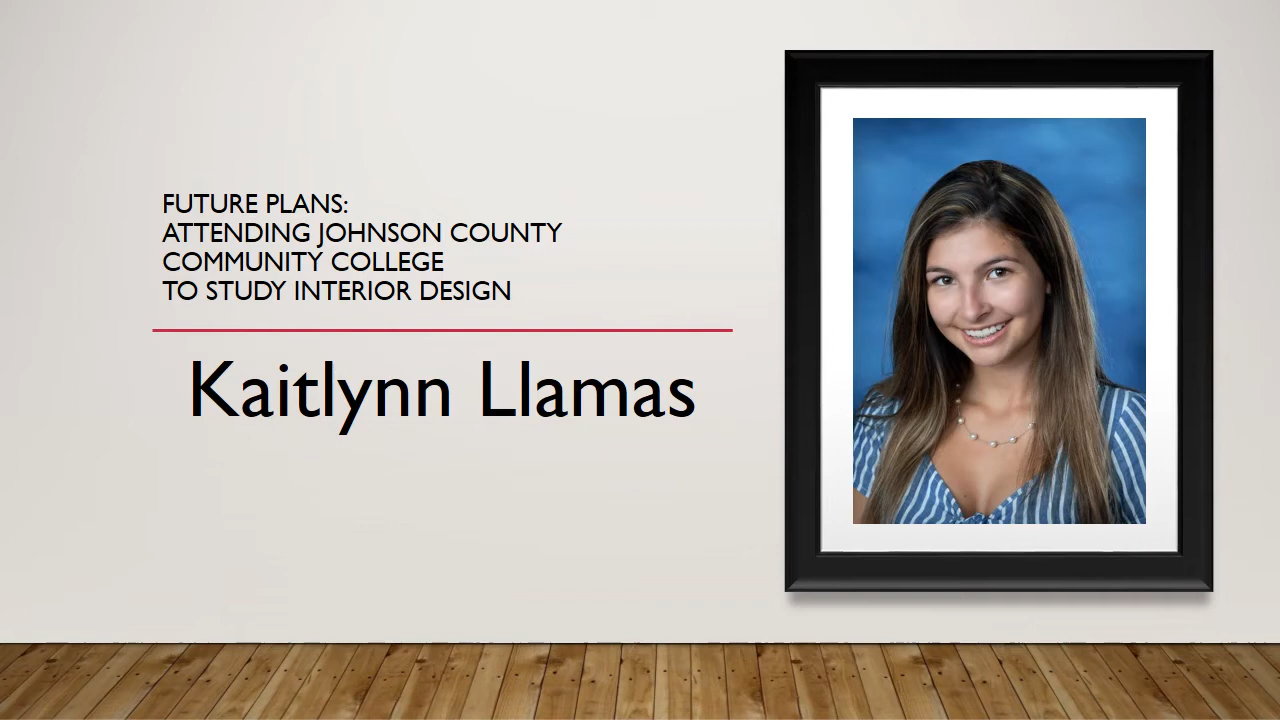 FUTURE PLANS:
ATTENDING JOHNSON COUNTY
COMMUNITY COLLEGE
TO STUDY INTERIOR DESIGN
Kaitlynn Llamas